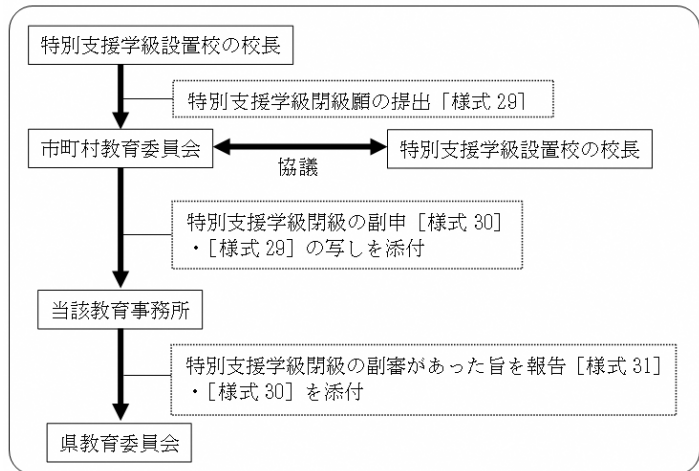 特別支援学級設置校の校長
特別支援学級閉級願の提出［様式 29］
市町村教育委員会
協議
特別支援学級設置校の校長
特別支援学級閉級の副申［様式 30］
・［様式 29］の写しを添付
当該教育事務所
特別支援学級閉級の副審があった旨を報告［様式 31］
・［様式 30］を添付
県教育委員会